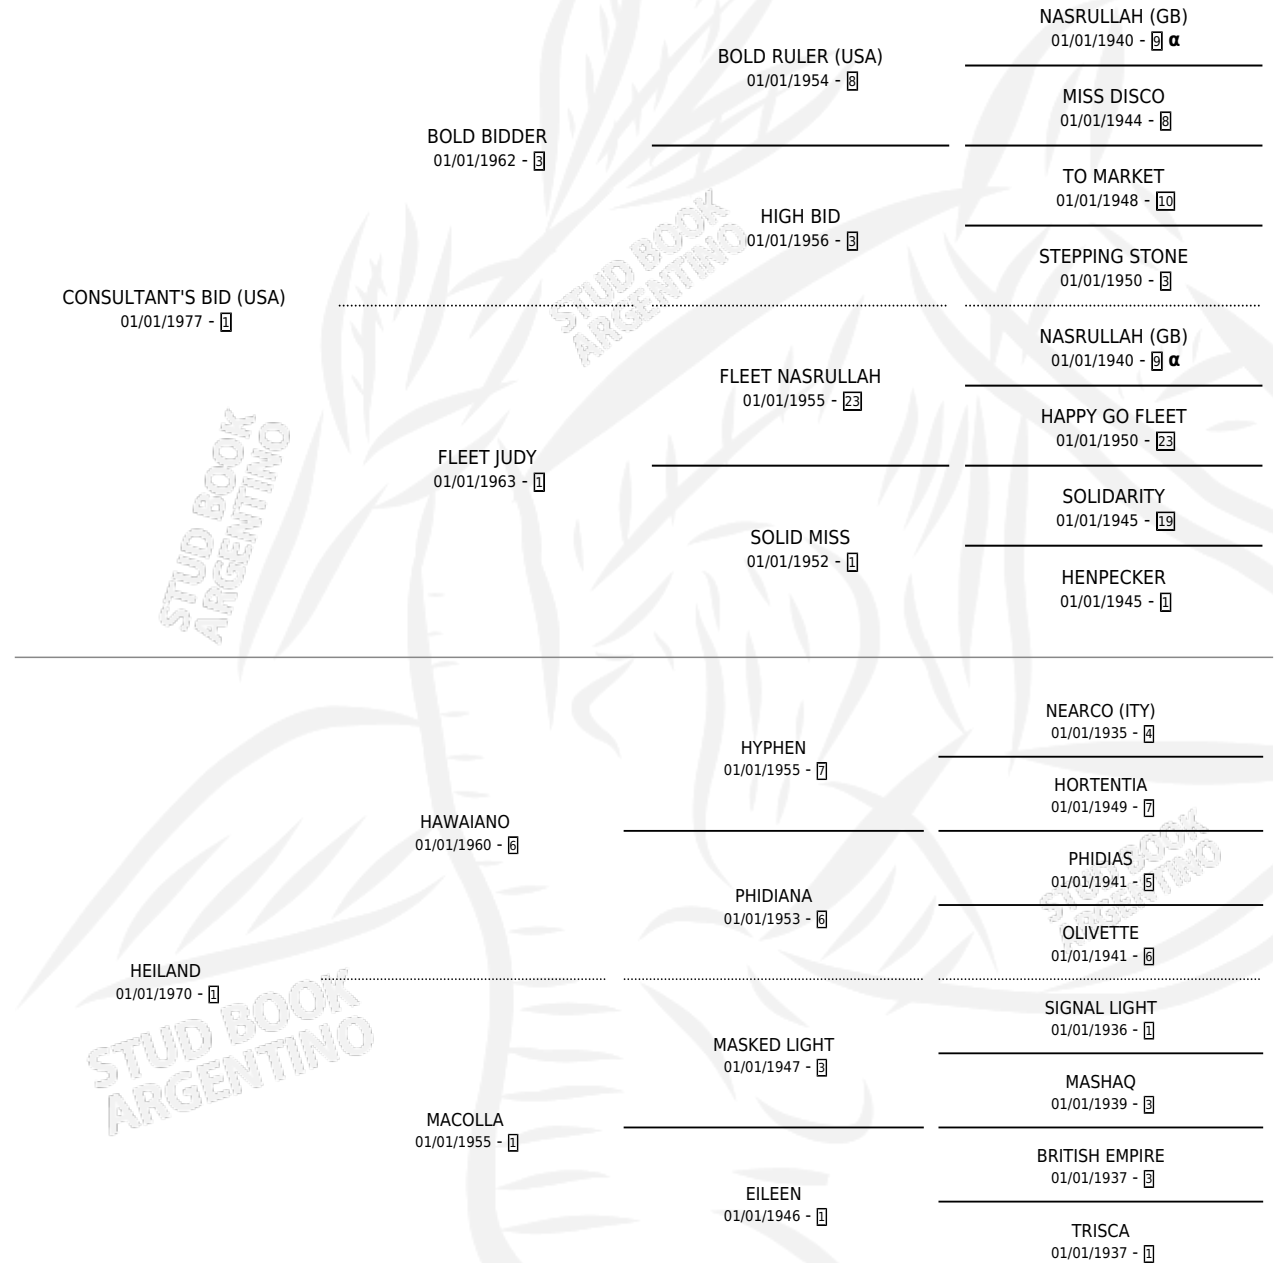 NASRULLAH (GB)
01/01/1940 - 9 α
BOLD RULER (USA)
01/01/1954 - 8
MISS DISCO
01/01/1944 - 8
BOLD BIDDER
01/01/1962 - 3
TO MARKET
01/01/1948 - 10
HIGH BID
01/01/1956 - 3
STEPPING STONE
01/01/1950 - 3
CONSULTANT'S BID (USA)
01/01/1977 - 1
NASRULLAH (GB)
01/01/1940 - 9 α
FLEET NASRULLAH
01/01/1955 - 23
HAPPY GO FLEET
01/01/1950 - 23
FLEET JUDY
01/01/1963 - 1
SOLIDARITY
01/01/1945 - 19
SOLID MISS
01/01/1952 - 1
HENPECKER
01/01/1945 - 1
STUD BOOK
ARGENTINO
STUD BOOK
ARGENTINO
NEARCO (ITY)
01/01/1935 - 4
HYPHEN
01/01/1955 - 7
HORTENTIA
01/01/1949 - 7
HAWAIANO
01/01/1960 - 6
PHIDIAS
01/01/1941 - 5
PHIDIANA
01/01/1953 - 6
OLIVETTE
01/01/1941 - 6
STUD BOOK
ARGENTINO
HEILAND
01/01/1970 - 1
SIGNAL LIGHT
01/01/1936 - 1
MASKED LIGHT
01/01/1947 - 3
MASHAQ
01/01/1939 - 3
STUD BOOK
ARGENTINO
MACOLLA
01/01/1955 - 1
BRITISH EMPIRE
01/01/1937 - 3
EILEEN
01/01/1946 - 1
TRISCA
01/01/1937 - 1